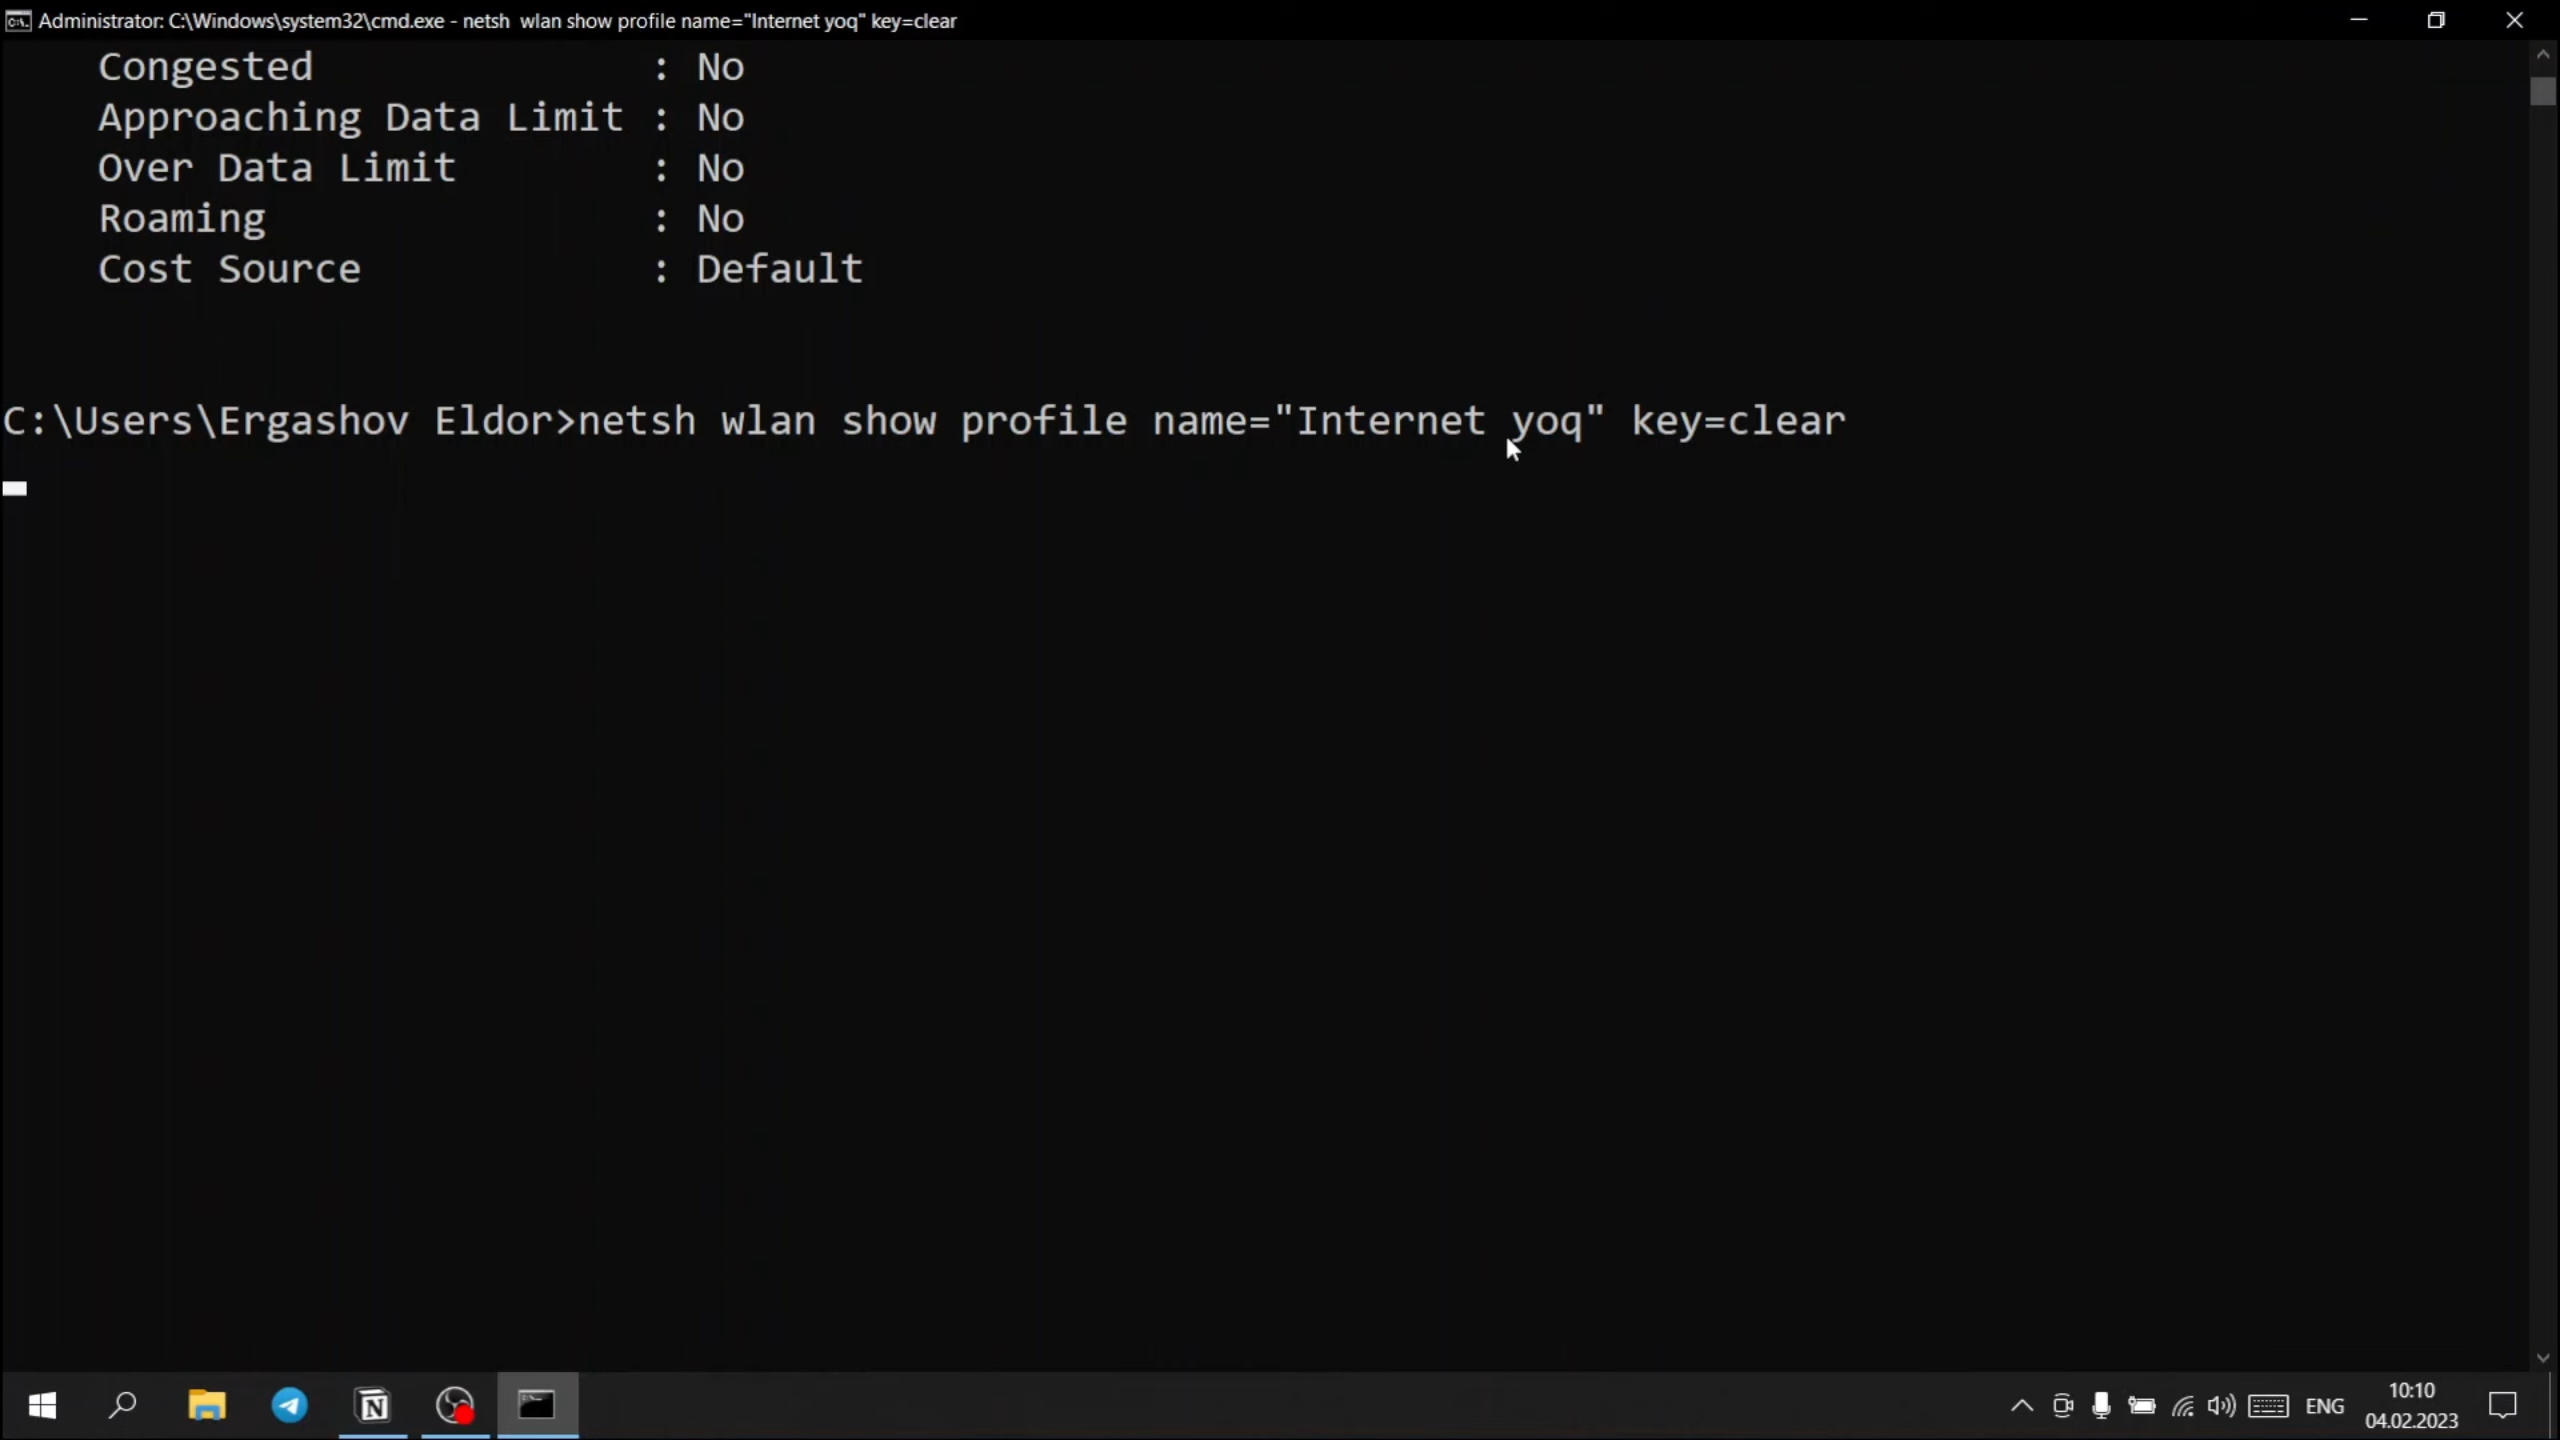 Administrator: C:\Windows\system32\cmd.exe - netsh  wlan show profile name="Internet yoq" key=clear
Congested              : No
Approaching Data Limit : No
Over Data Limit        : No
Roaming                : No
Cost Source            : Default
C:\Users\Ergashov Eldor>netsh wlan show profile name="Internet yoq" key=clear
ENG
10:10
04.02.2023